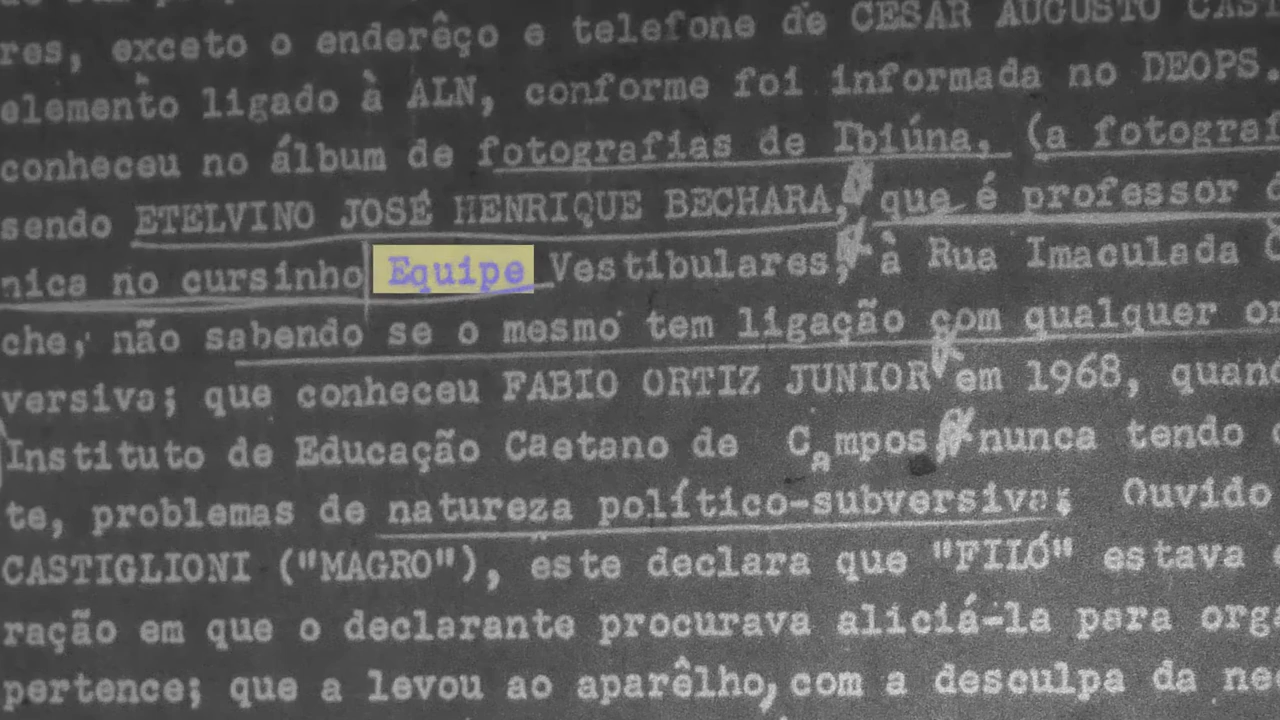 res, exceto o enderêço e telefone de CESAR AUGUSTO
elemento ligado à ALN, conforme foi informada no DEOPS.
conheceu no álbum de fotografias de Ibiúna, (a fotograf
sendo ETELVINO JOSÉ HENRIQUE BECHARA, que é professor
nica no cursinho Equipe Vestibulares, à Rua Imaculada
che, não sabendo se o mesmo tem ligação com qualquer or
versiva; que conheceu FABIO ORTIZ JUNIOR em 1968, quan
Instituto de Educação Caetano de Campos nunca tendo
te, problemas de natureza político-subversiva; Ouvido
CASTIGLIONI ("MAGRO"), êste declara que "FILÓ" estava
ração em que o declarante procurava aliciá-la para org
pertence; que a levou ao aparêlho, com a desculpa da ne